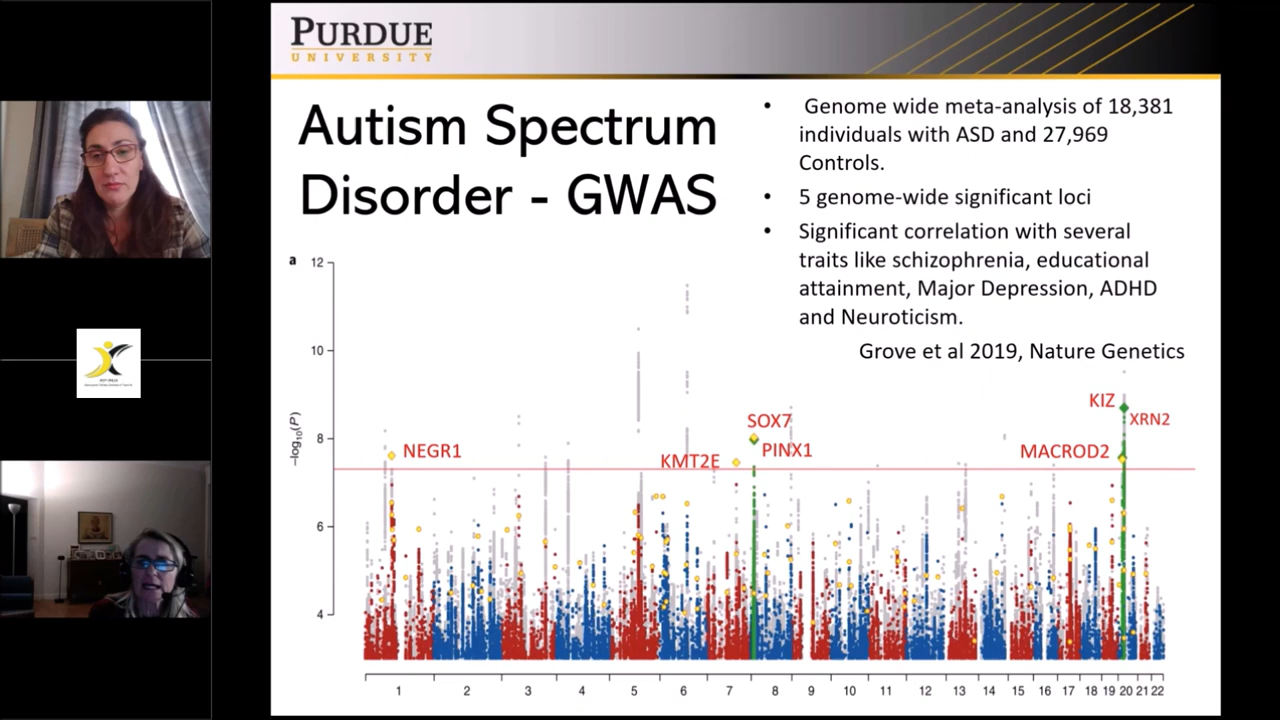 PURDUE
UNIVERSITY
Autism Spectrum
Disorder - GWAS
• Genome wide meta-analysis of 18,381
individuals with ASD and 27,969
Controls.
• 5 genome-wide significant loci
• Significant correlation with several
traits like schizophrenia, educational
attainment, Major Depression, ADHD
and Neuroticism.
Grove et al 2019, Nature Genetics
a
12
10
8
6
4
−log10(P)
NEGR1
KMT2E
SOX7
PINX1
KIZ
XRN2
MACROD2
1 2 3 4 5 6 7 8 9 10 11 12 13 14 15 16 17 18 19 20 21 22